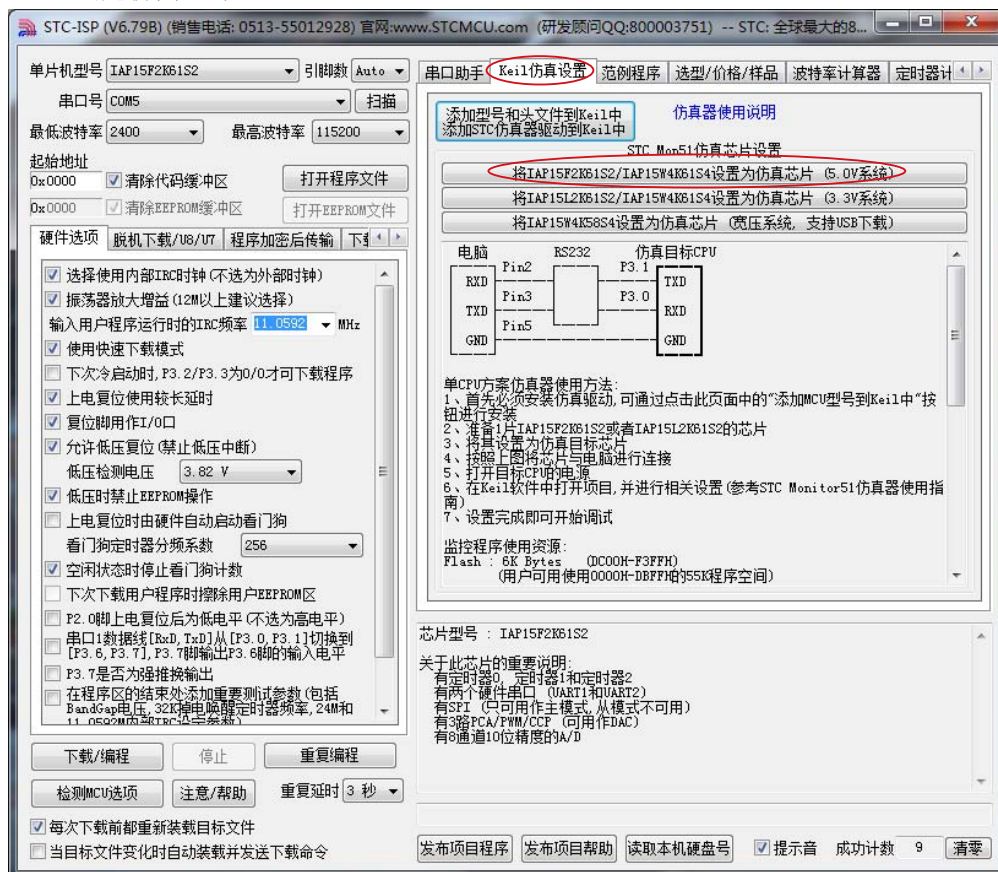 STC-ISP (V6.79B) (销售电话: 0513-55012928) 官网:www.STCMCU.com (研发顾问QQ:800003751) -- STC: 全球最大的8...
单片机型号 IAP15F2K61S2 引脚数 Auto
串口号 COM5 扫描
最低波特率 2400 最高波特率 115200
起始地址
0x0000 清除代码缓冲区 打开程序文件
0x0000 清除EEPROM缓冲区 打开EEPROM文件
硬件选项 脱机下载/U8/U7 程序加密后传输
选择使用内部IRC时钟(不选为外部时钟)
振荡器放大增益(12M以上建议选择)
输入用户程序运行时的IRC频率 11.0592 MHz
使用快速下载模式
下次冷启动时,P3.2/P3.3为0/0才可下载程序
上电复位使用较长延时
复位脚用作I/O口
允许低压复位(禁止低压中断)
低压检测电压 3.82 V
低压时禁止EEPROM操作
上电复位时由硬件自动启动看门狗
看门狗定时器分频系数 256
空闲状态时停止看门狗计数
下次下载用户程序时擦除用户EEPROM区
P2.0脚上电复位后为低电平(不选为高电平)
串口1数据线[RxD,TxD]从[P3.0,P3.1]切换到
[P3.6,P3.7],P3.7脚输出P3.6脚的输入电平
P3.7是否为强推挽输出
在程序区的结束处添加重要测试参数(包括
BandGap电压,32K掉电唤醒定时器频率,24M和
11.0592M内部IRC设定参数)
下载/编程 停止 重复编程
检测MCU选项 注意/帮助 重复延时 3 秒
每次下载前都重新装载目标文件
当目标文件变化时自动装载并发送下载命令
串口助手 Keil仿真设置 范例程序 选型/价格/样品 波特率计算器 定时器计
添加型号和头文件到Keil中
添加STC仿真器驱动到Keil中
仿真器使用说明
STC Mon51仿真芯片设置
将IAP15F2K61S2/IAP15W4K61S4设置为仿真芯片 (5.0V系统)
将IAP15L2K61S2/IAP15W4K61S4设置为仿真芯片 (3.3V系统)
将IAP15W4K58S4设置为仿真芯片 (宽压系统, 支持USB下载)
电脑 RS232 仿真目标CPU
Pin2 P3.1
RXD TXD
Pin3 P3.0
TXD RXD
Pin5
GND GND
单CPU方案仿真器使用方法:
1、首先必须安装仿真驱动,可通过点击此页面中的"添加MCU型号到Keil中"按
钮进行安装
2、准备1片IAP15F2K61S2或者IAP15L2K61S2的芯片
3、将其设置为仿真目标芯片
4、按照上图将芯片与电脑进行连接
5、打开目标CPU的电源
6、在Keil软件中打开项目,并进行相关设置(参考STC Monitor51仿真器使用指
南)
7、设置完成即可开始调试
监控程序使用资源:
Flash : 6K Bytes (DC00H-F3FFH)
(用户可用使用0000H-DBFFH的55K程序空间)
芯片型号 : IAP15F2K61S2
关于此芯片的重要说明:
有定时器0, 定时器1和定时器2
有两个硬件串口 (UART1和UART2)
有SPI (只可用作主模式,从模式不可用)
有3路PCA/PWM/CCP (可用作DAC)
有8通道10位精度的A/D
发布项目程序 发布项目帮助 读取本机硬盘号 提示音 成功计数 9 清零